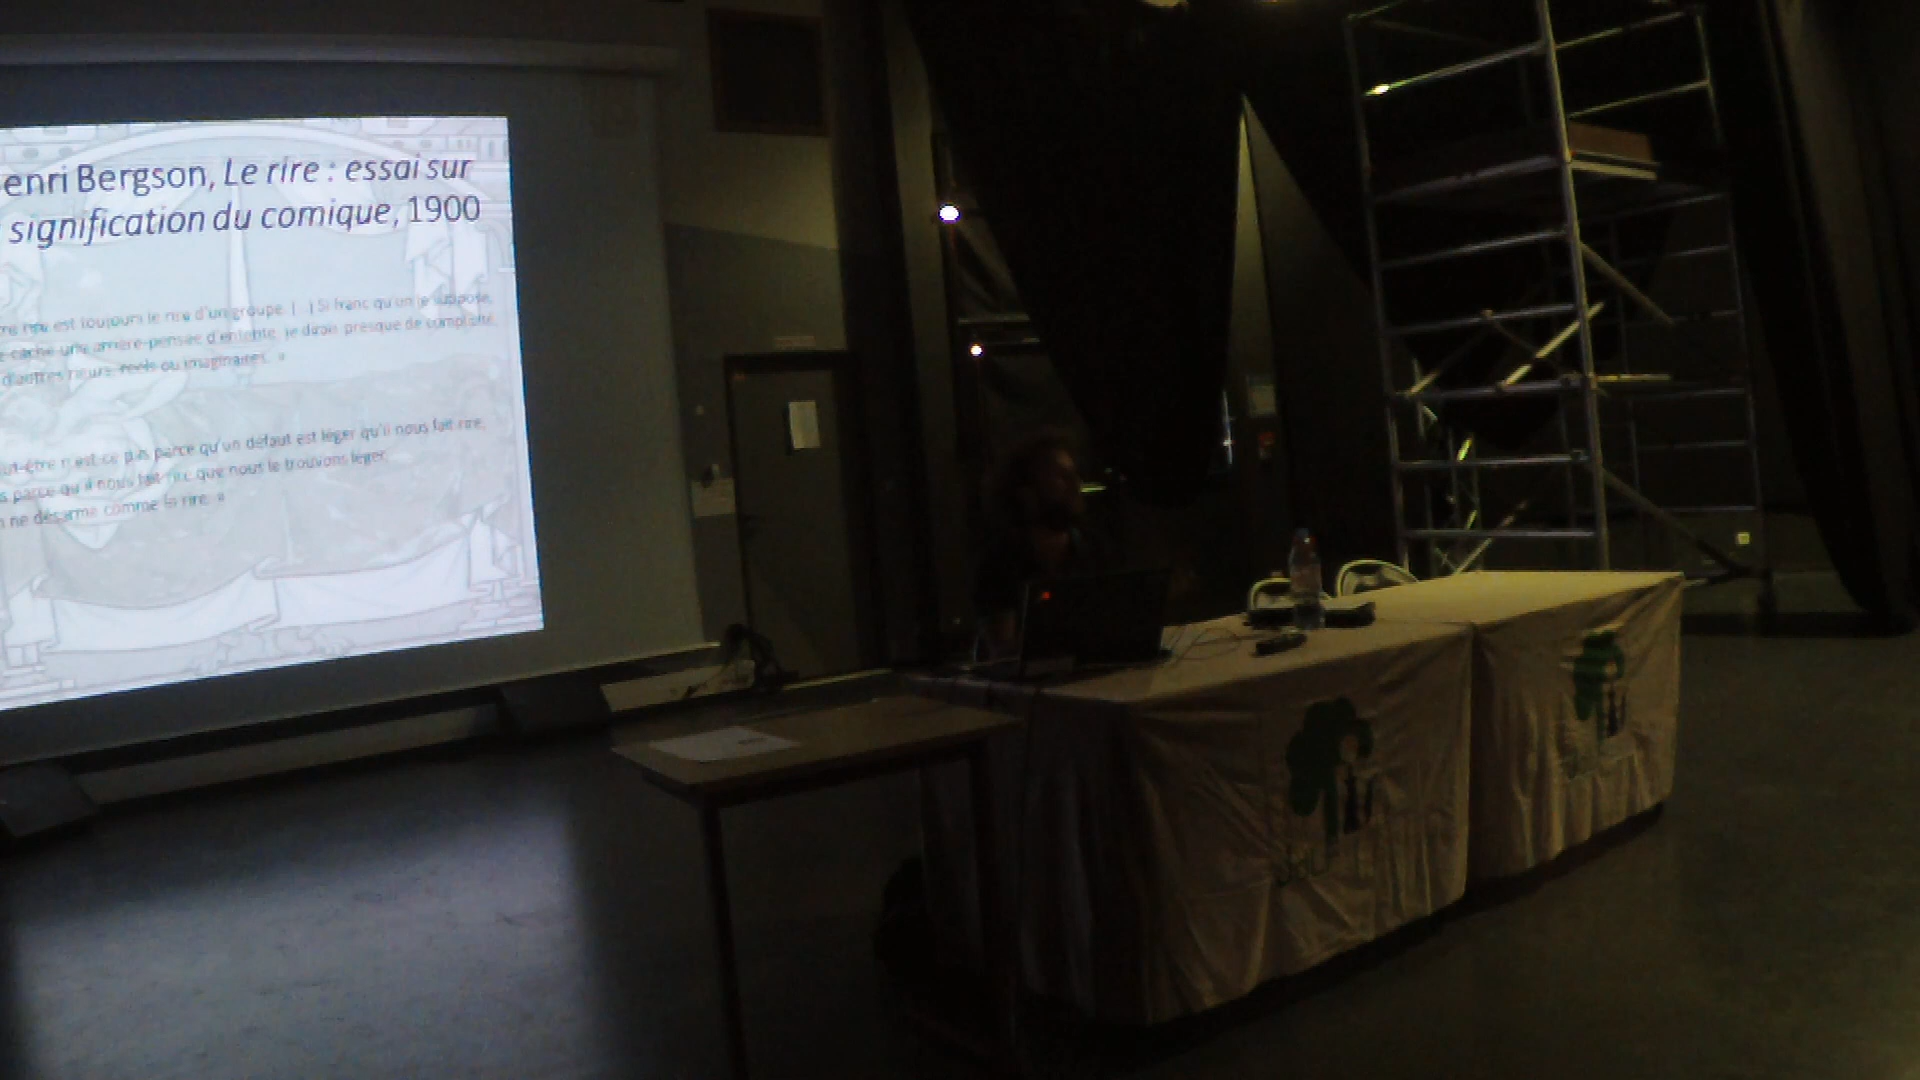 enri Bergson, Le rire : essai sur
signification du comique, 1900
rire est toujours le rire d'un groupe. [...] Si franc qu'on le suppose,
cache une arrière-pensée d'entente, je dirais presque de complicité,
d'autres rieurs, réels ou imaginaires. »
ut-être n'est-ce pas parce qu'un défaut est léger qu'il nous fait rire,
s parce qu'il nous fait rire que nous le trouvons léger.
n ne désarme comme le rire. »